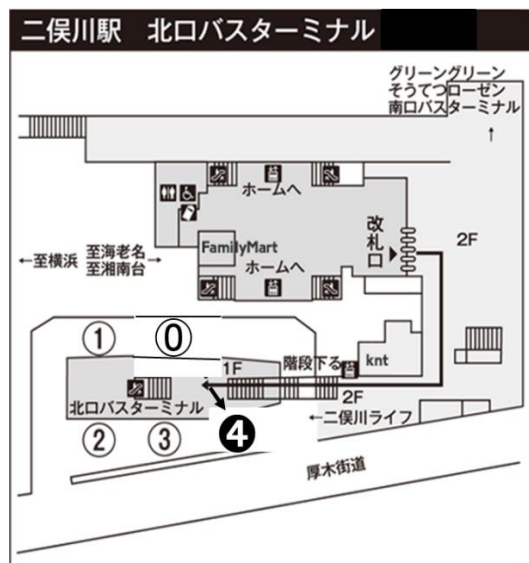 二俣川駅 北口バスターミナル
グリーングリーン
そうてつローゼン
南口バスターミナル
↑
ホームへ
改札口
2F
FamilyMart
←至横浜 至海老名→
至湘南台
ホームへ
① ⓪
1F 階段下る
knt
2F
北口バスターミナル
←二俣川ライフ
② ③ ❹
厚木街道